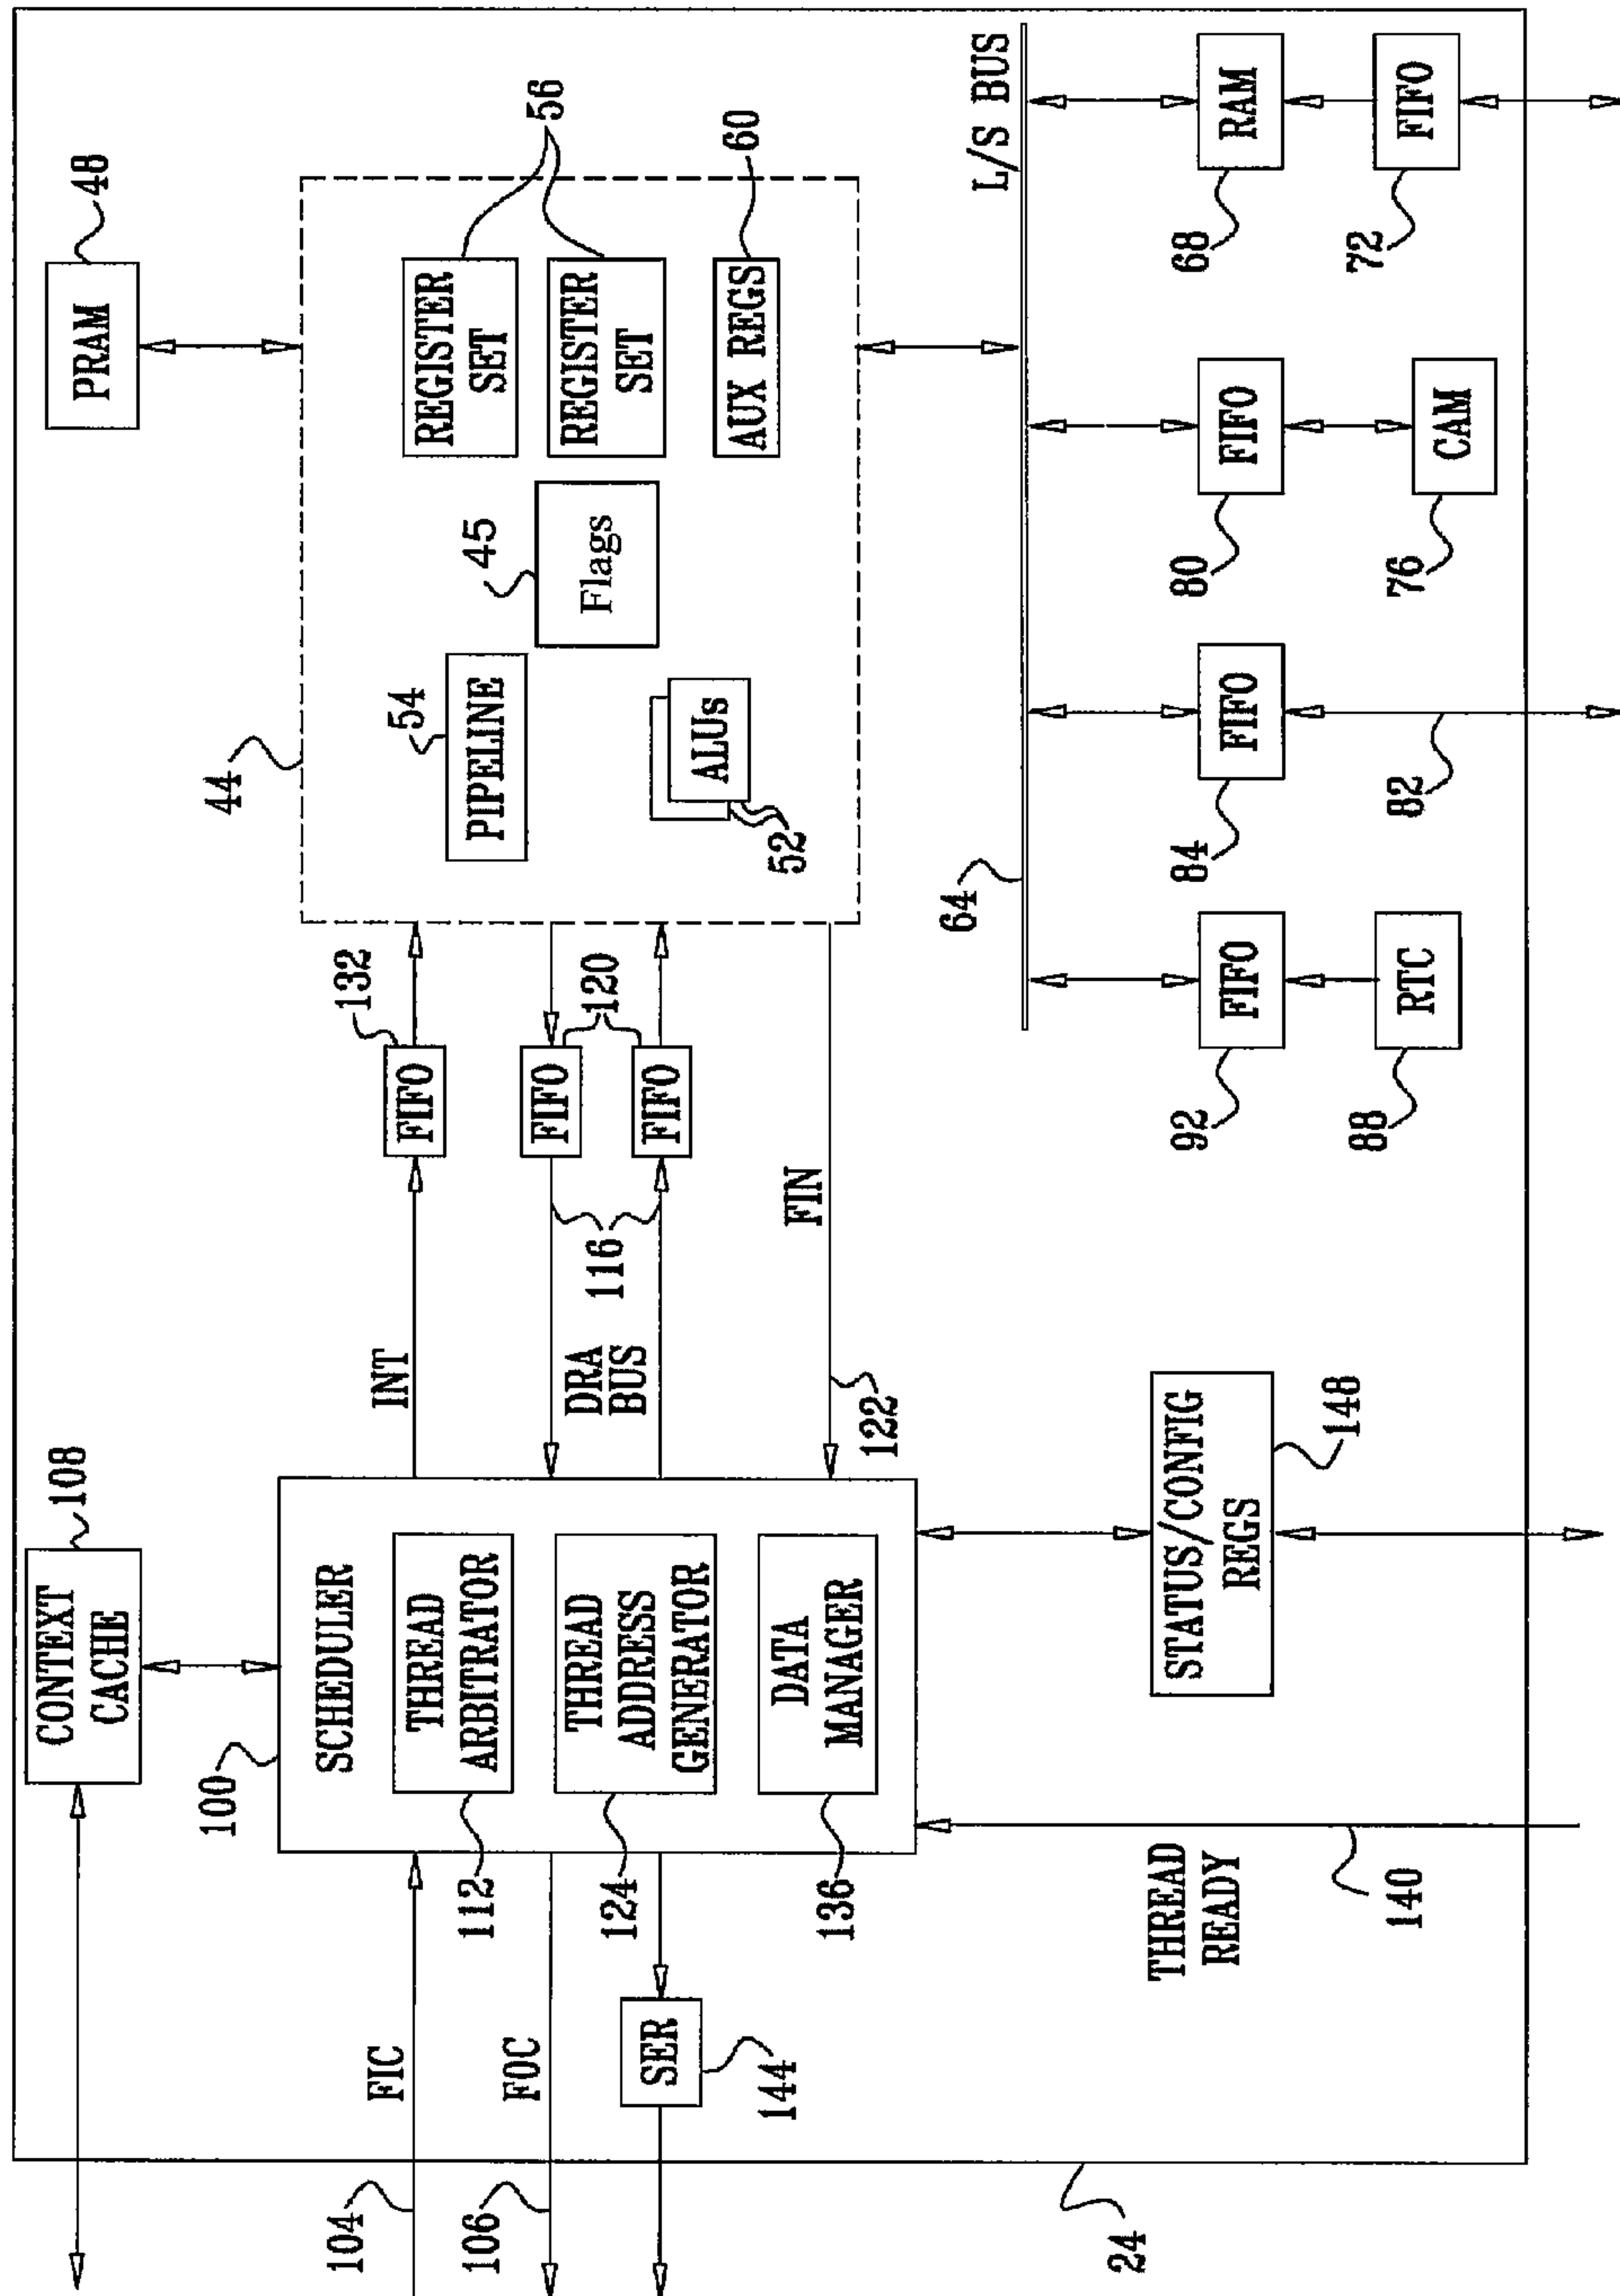 24
104
FIC
106
FOC
SER
144
CONTEXT
CACHE
108
100
SCHEDULER
THREAD
ARBITRATOR
112
THREAD
ADDRESS
GENERATOR
124
DATA
MANAGER
136
THREAD
READY
140
STATUS/CONFIG
REGS
148
INT
FIFO
132
DRA
BUS
116
FIFO
FIFO
120
FIN
122
PRAM
48
44
PIPELINE
54
Flags
45
ALUs
52
REGISTER
SET
REGISTER
SET
56
AUX REGS
60
L/S BUS
64
FIFO
92
RTC
88
FIFO
84
82
FIFO
80
CAM
76
RAM
68
FIFO
72